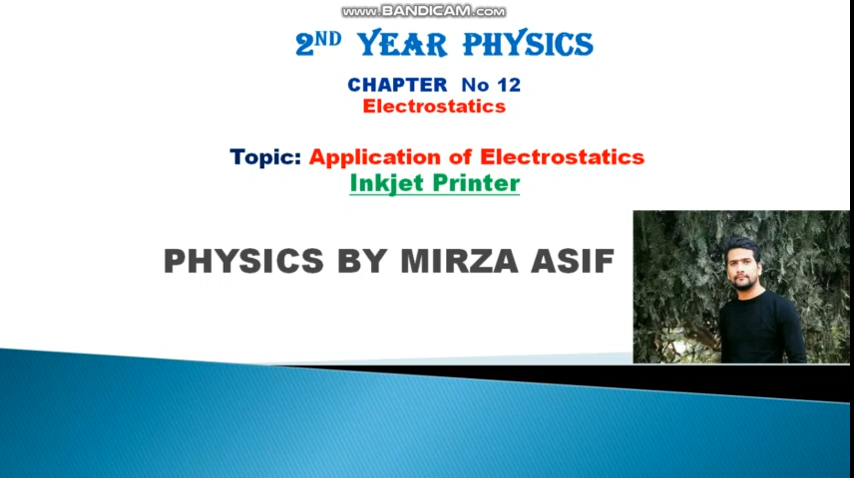 www.BANDICAM.com
2ND YEAR PHYSICS
CHAPTER No 12
Electrostatics
Topic: Application of Electrostatics
Inkjet Printer
PHYSICS BY MIRZA ASIF